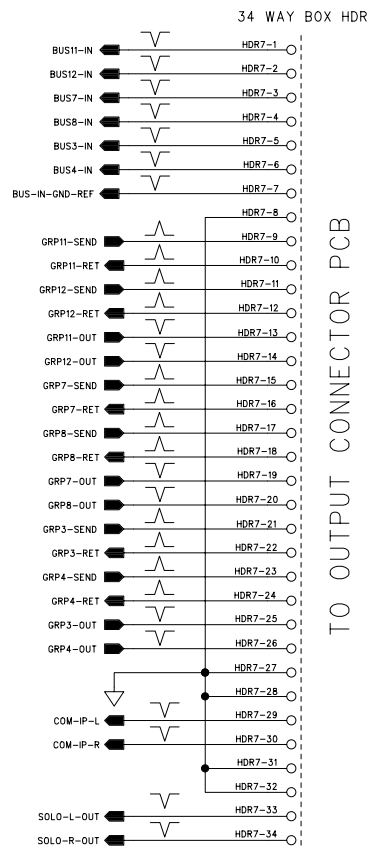 34 WAY BOX HDR
BUS11-IN HDR7-1
BUS12-IN HDR7-2
BUS7-IN HDR7-3
BUS8-IN HDR7-4
BUS3-IN HDR7-5
BUS4-IN HDR7-6
BUS-IN-GND-REF HDR7-7
HDR7-8
GRP11-SEND HDR7-9
GRP11-RET HDR7-10
GRP12-SEND HDR7-11
GRP12-RET HDR7-12
GRP11-OUT HDR7-13
GRP12-OUT HDR7-14
GRP7-SEND HDR7-15
GRP7-RET HDR7-16
GRP8-SEND HDR7-17
GRP8-RET HDR7-18
GRP7-OUT HDR7-19
GRP8-OUT HDR7-20
GRP3-SEND HDR7-21
GRP3-RET HDR7-22
GRP4-SEND HDR7-23
GRP4-RET HDR7-24
GRP3-OUT HDR7-25
GRP4-OUT HDR7-26
HDR7-27
HDR7-28
COM-IP-L HDR7-29
COM-IP-R HDR7-30
HDR7-31
HDR7-32
SOLO-L-OUT HDR7-33
SOLO-R-OUT HDR7-34
TO OUTPUT CONNECTOR PCB